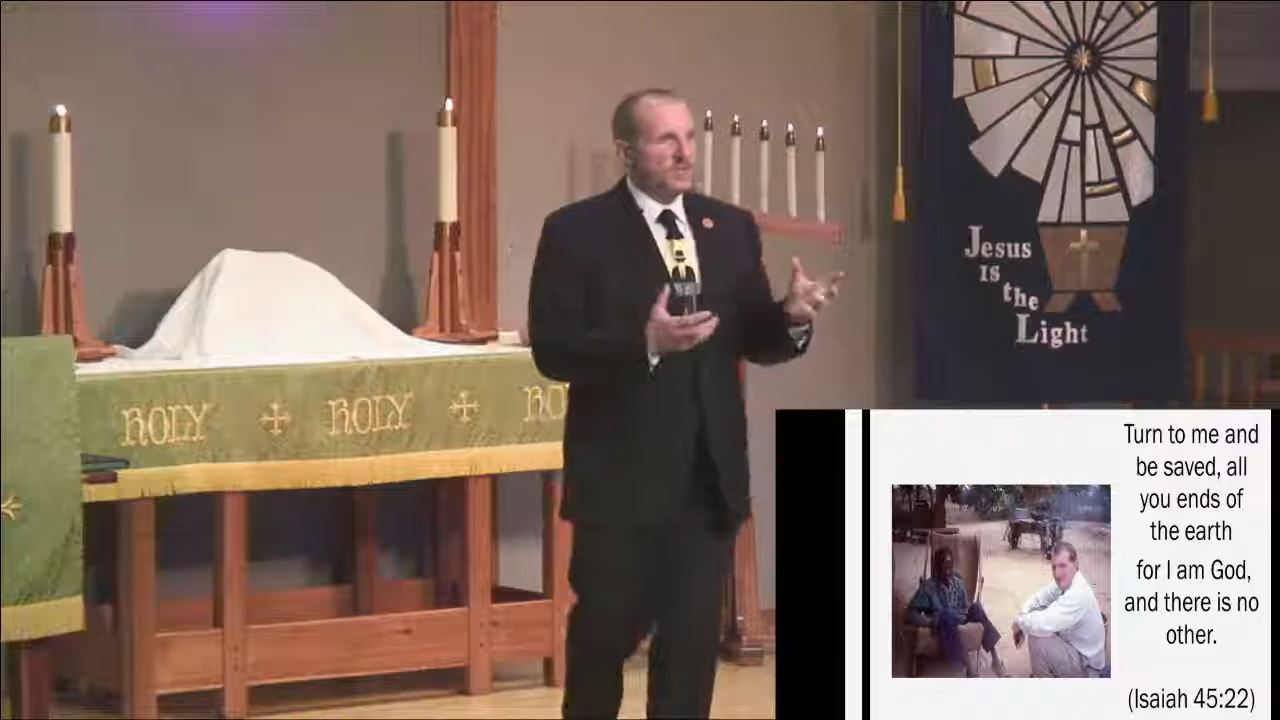 HOLY HOLY HO
Jesus
is
the
Light
Turn to me and
be saved, all
you ends of
the earth
for I am God,
and there is no
other.
(Isaiah 45:22)